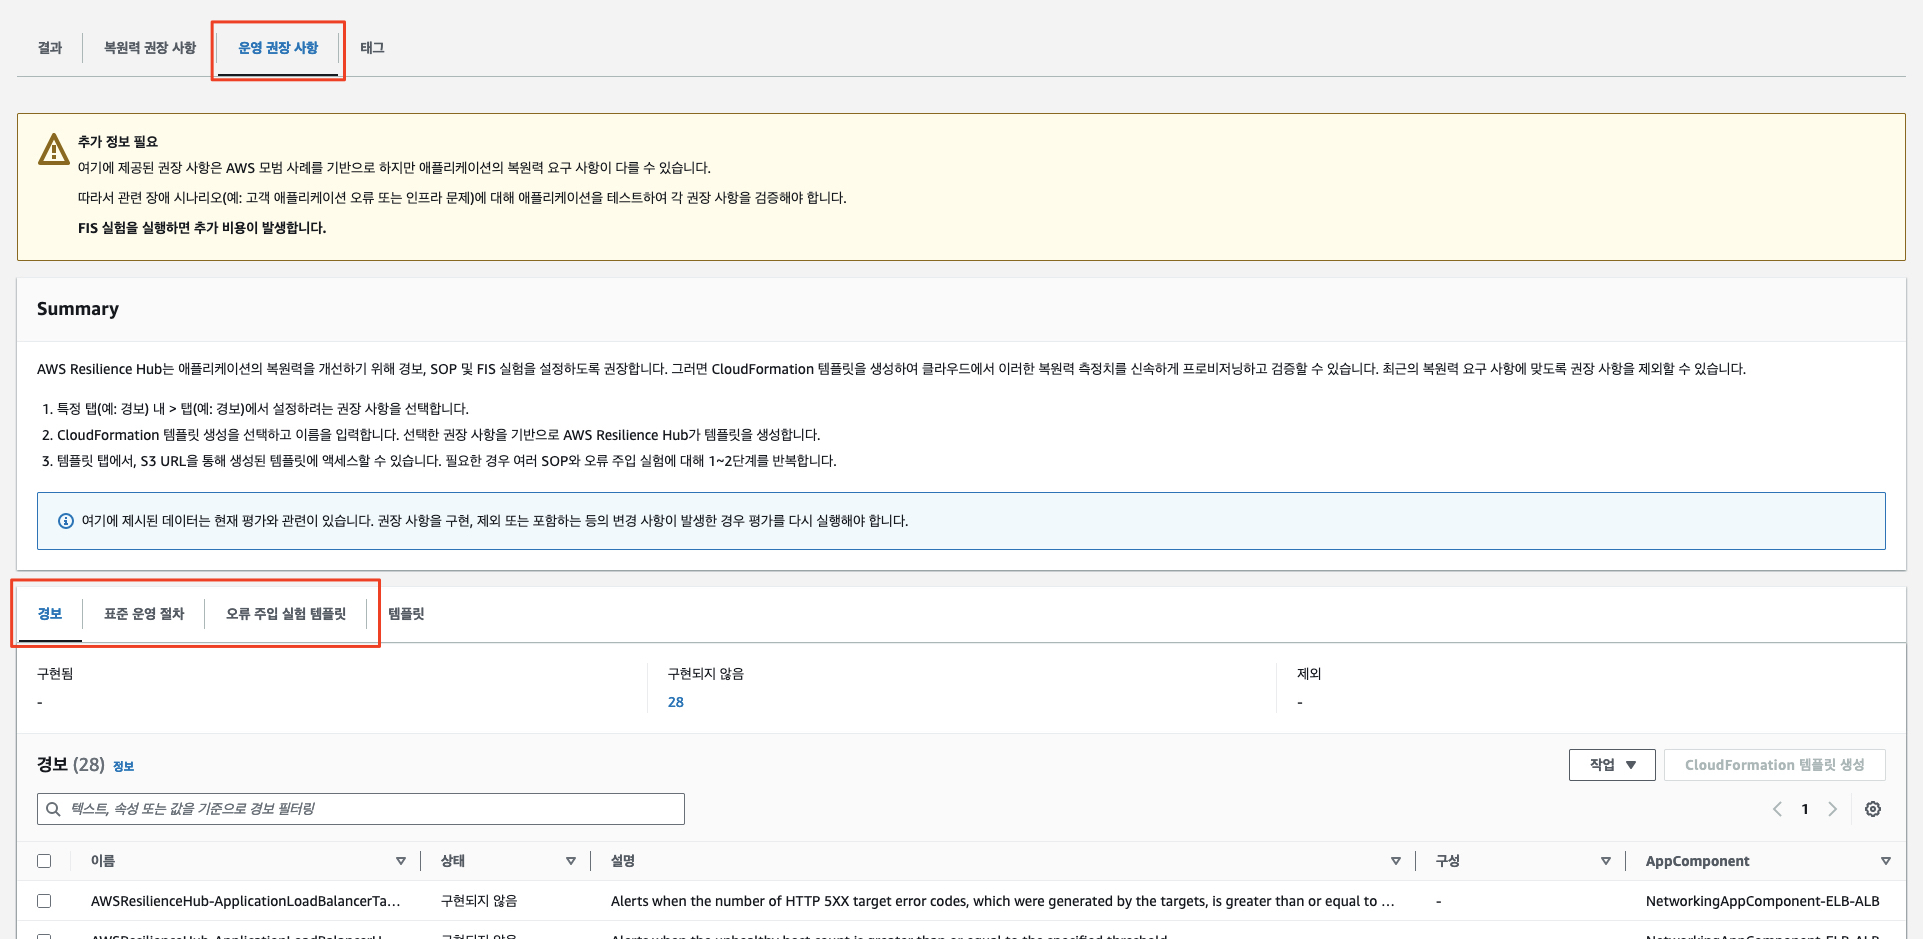 결과
복원력 권장 사항
운영 권장 사항
태그
추가 정보 필요
여기에 제공된 권장 사항은 AWS 모범 사례를 기반으로 하지만 애플리케이션의 복원력 요구 사항이 다를 수 있습니다.
따라서 관련 장애 시나리오(예: 고객 애플리케이션 오류 또는 인프라 문제)에 대해 애플리케이션을 테스트하여 각 권장 사항을 검증해야 합니다.
FIS 실험을 실행하면 추가 비용이 발생합니다.
Summary
AWS Resilience Hub는 애플리케이션의 복원력을 개선하기 위해 경보, SOP 및 FIS 실험을 설정하도록 권장합니다. 그러면 CloudFormation 템플릿을 생성하여 클라우드에서 이러한 복원력 측정치를 신속하게 프로비저닝하고 검증할 수 있습니다. 최근의 복원력 요구 사항에 맞도록 권장 사항을 제외할 수 있습니다.
1. 특정 탭(예: 경보) 내 > 탭(예: 경보)에서 설정하려는 권장 사항을 선택합니다.
2. CloudFormation 템플릿 생성을 선택하고 이름을 입력합니다. 선택한 권장 사항을 기반으로 AWS Resilience Hub가 템플릿을 생성합니다.
3. 템플릿 탭에서, S3 URL을 통해 생성된 템플릿에 액세스할 수 있습니다. 필요한 경우 여러 SOP와 오류 주입 실험에 대해 1~2단계를 반복합니다.
여기에 제시된 데이터는 현재 평가와 관련이 있습니다. 권장 사항을 구현, 제외 또는 포함하는 등의 변경 사항이 발생한 경우 평가를 다시 실행해야 합니다.
경보
표준 운영 절차
오류 주입 실험 템플릿
템플릿
구현됨
-
구현되지 않음
28
제외
-
경보 (28) 정보
작업
CloudFormation 템플릿 생성
텍스트, 속성 또는 값을 기준으로 경보 필터링
1
이름 상태 설명 구성 AppComponent
AWSResilienceHub-ApplicationLoadBalancerTa... 구현되지 않음 Alerts when the number of HTTP 5XX target error codes, which were generated by the targets, is greater than or equal to ... - NetworkingAppComponent-ELB-ALB